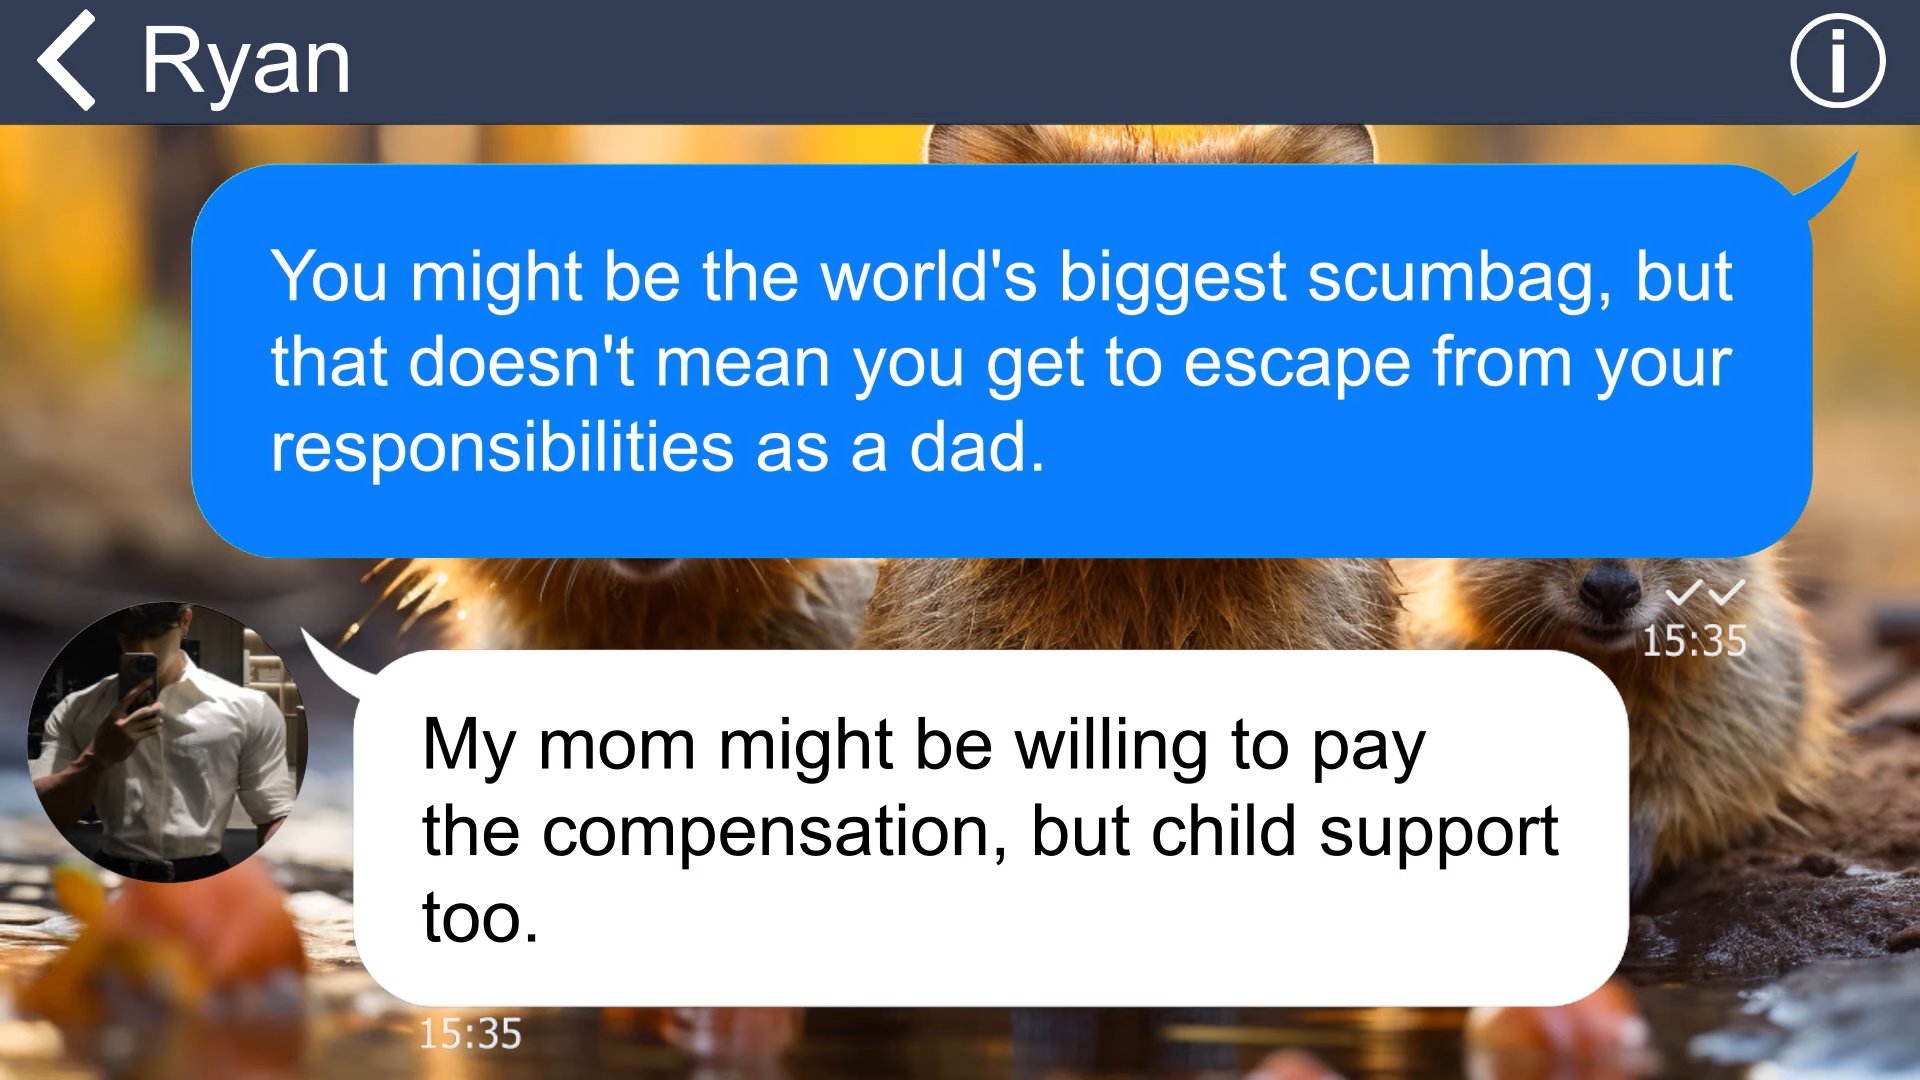 Ryan
You might be the world's biggest scumbag, but
that doesn't mean you get to escape from your
responsibilities as a dad.
15:35
My mom might be willing to pay
the compensation, but child support
too.
15:35